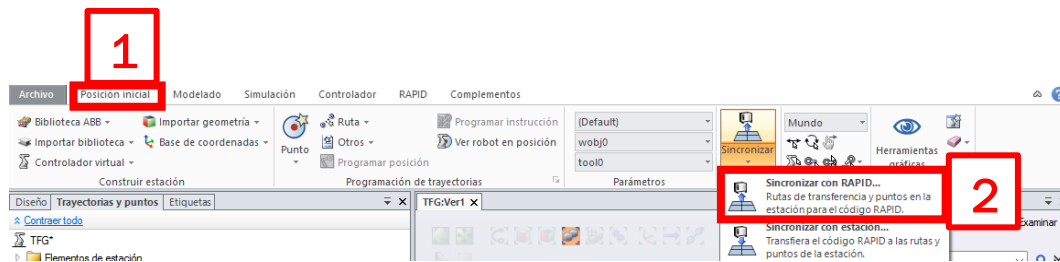 1
Archivo Posición inicial Modelado Simulación Controlador RAPID Complementos
Biblioteca ABB Importar geometría Ruta Programar instrucción (Default) Mundo
Importar biblioteca Base de coordenadas Punto Otros Ver robot en posición wobj0 Sincronizar Herramientas gráficas
Controlador virtual Programar posición tool0
Construir estación Programación de trayectorias Parámetros
Sincronizar con RAPID...
Rutas de transferencia y puntos en la
estación para el código RAPID.
2
Diseño Trayectorias y puntos Etiquetas TFG:Ver1
Contraer todo
Sincronizar con estación...
Examinar
TFG*
Transfiera el código RAPID a las rutas y
Elementos de estación
puntos de la estación.